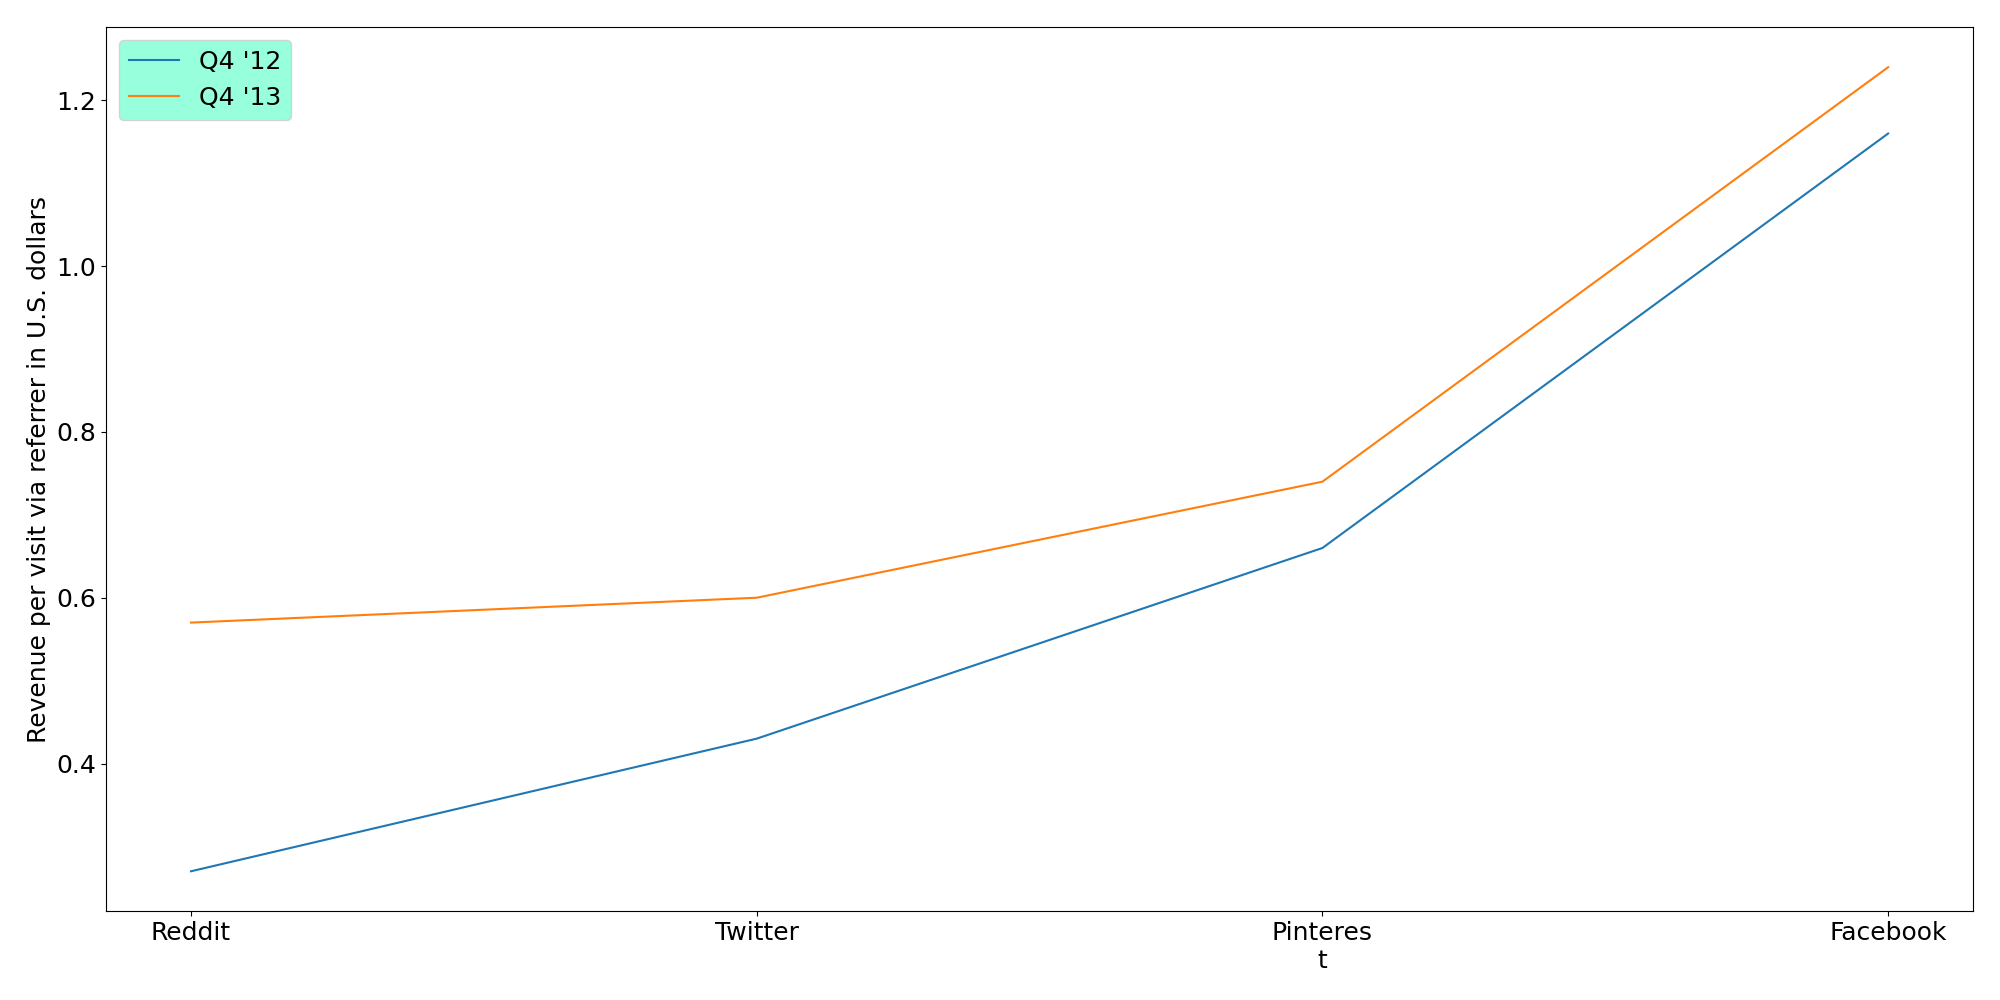 Q4 '12
Q4 '13
Revenue per visit via referrer in U.S. dollars
1.2
1.0
0.8
0.6
0.4
Reddit
Twitter
Pinteres
t
Facebook